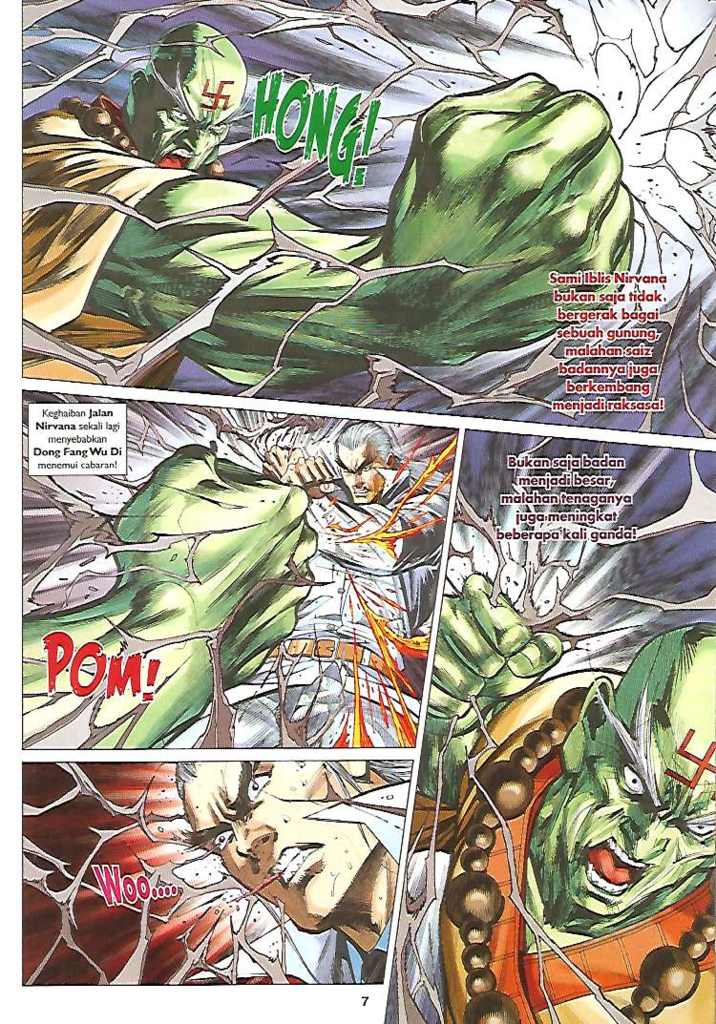 HONG!
Sami Iblis Nirvana
bukan saja tidak
bergerak bagai
sebuah gunung,
malahan saiz
badannya juga
berkembang
menjadi raksasa!
Keghaiban Jalan
Nirvana sekali lagi
menyebabkan
Dong Fang Wu Di
menemui cabaran!
POM!
Bukan saja badan
menjadi besar,
malahan tenaganya
juga meningkat
beberapa kali ganda!
Woo....
7